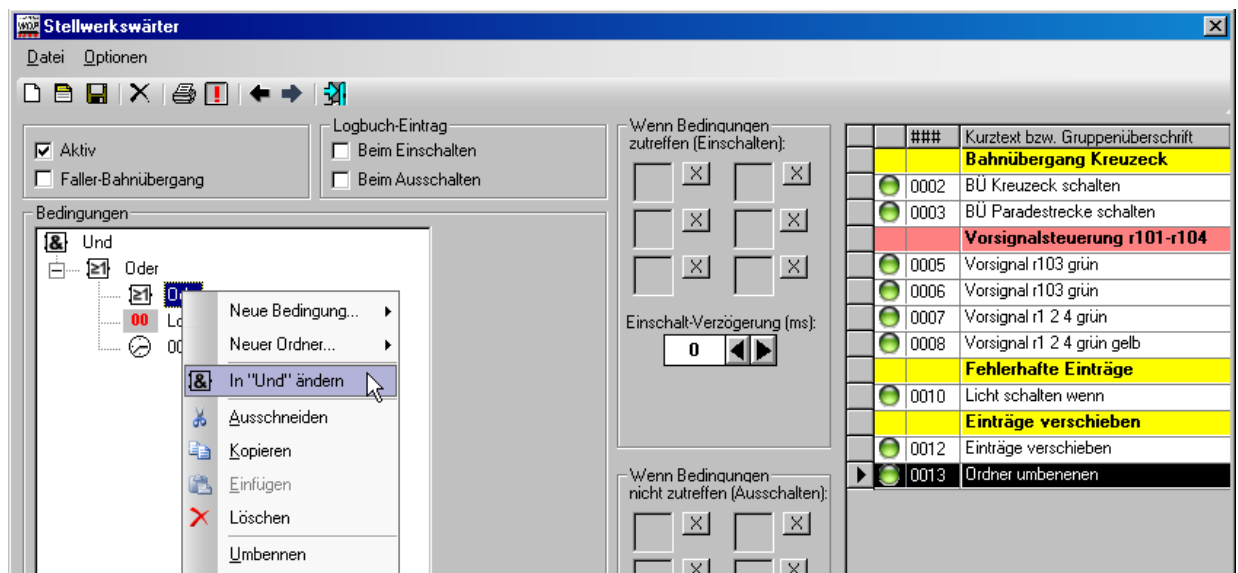 Stellwerkswärter
Datei Optionen
Aktiv
Faller-Bahnübergang
Logbuch-Eintrag
Beim Einschalten
Beim Ausschalten
Bedingungen
Und
Oder
00
Neue Bedingung...
Neuer Ordner...
In "Und" ändern
Ausschneiden
Kopieren
Einfügen
Löschen
Umbennen
Wenn Bedingungen
zutreffen (Einschalten):
X X
X X
X X
Einschalt-Verzögerung (ms):
0
Wenn Bedingungen
nicht zutreffen (Ausschalten):
X X
X X
### Kurztext bzw. Gruppenüberschrift
Bahnübergang Kreuzeck
0002 BÜ Kreuzeck schalten
0003 BÜ Paradestrecke schalten
Vorsignalsteuerung r101-r104
0005 Vorsignal r103 grün
0006 Vorsignal r103 grün
0007 Vorsignal r1 2 4 grün
0008 Vorsignal r1 2 4 grün gelb
Fehlerhafte Einträge
0010 Licht schalten wenn
Einträge verschieben
0012 Einträge verschieben
0013 Ordner umbenenen